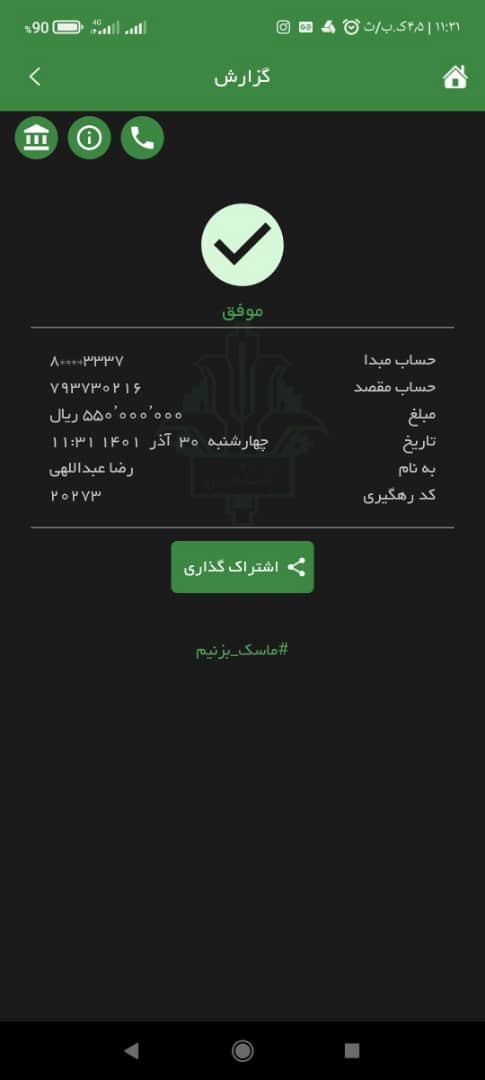 ۱۱:۳۱ | ۴٫۵ک.ب/ث
4G
%90
گزارش
موفق
حساب مبدا ۸****۳۳۳۷
حساب مقصد ۷۹۳۷۳۰۲۱۶
مبلغ ۵۵۰٬۰۰۰٬۰۰۰ ریال
تاریخ چهارشنبه ۳۰ آذر ۱۴۰۱ ۱۱:۳۱
به نام رضا عبداللهی
کد رهگیری ۲۰۲۷۳
اشتراک گذاری
#ماسک_بزنیم